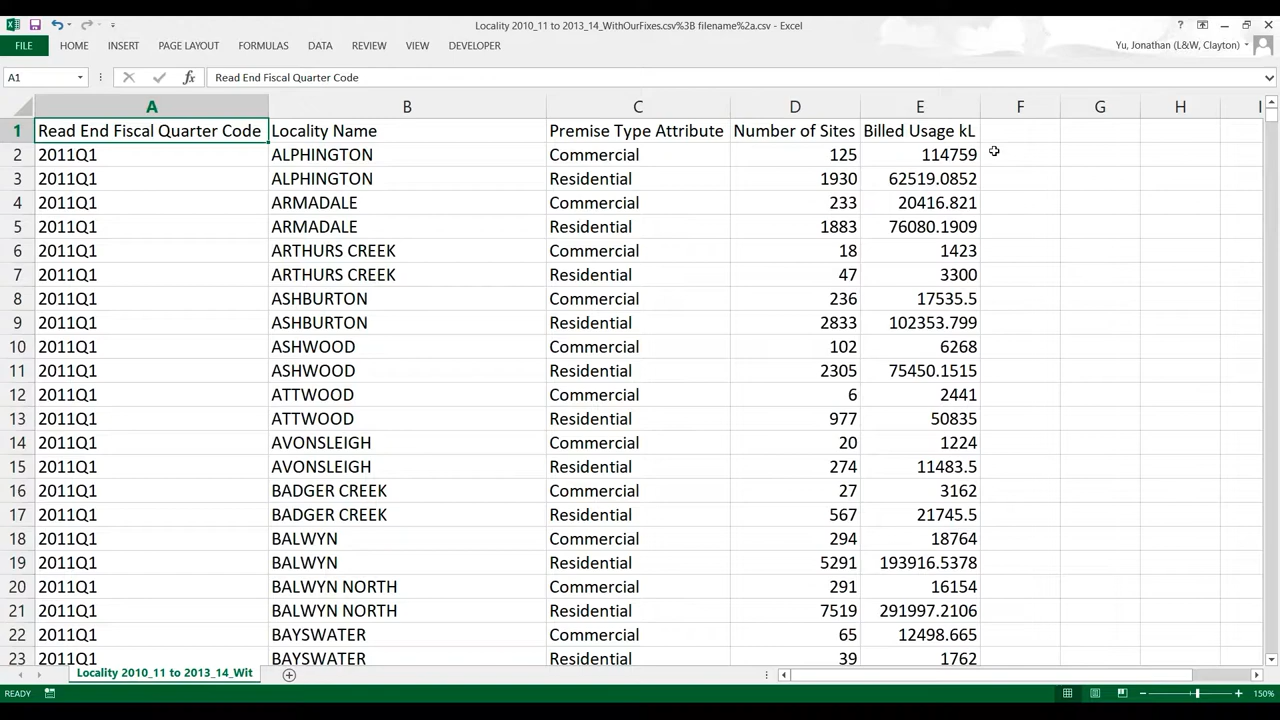 Locality 2010_11 to 2013_14_WithOurFixes.csv%3B filename%2a.csv - Excel
FILE HOME INSERT PAGE LAYOUT FORMULAS DATA REVIEW VIEW DEVELOPER Yu, Jonathan (L&W, Clayton)
A1 fx Read End Fiscal Quarter Code
A B C D E F G H I
1 Read End Fiscal Quarter Code Locality Name Premise Type Attribute Number of Sites Billed Usage kL
2 2011Q1 ALPHINGTON Commercial 125 114759
3 2011Q1 ALPHINGTON Residential 1930 62519.0852
4 2011Q1 ARMADALE Commercial 233 20416.821
5 2011Q1 ARMADALE Residential 1883 76080.1909
6 2011Q1 ARTHURS CREEK Commercial 18 1423
7 2011Q1 ARTHURS CREEK Residential 47 3300
8 2011Q1 ASHBURTON Commercial 236 17535.5
9 2011Q1 ASHBURTON Residential 2833 102353.799
10 2011Q1 ASHWOOD Commercial 102 6268
11 2011Q1 ASHWOOD Residential 2305 75450.1515
12 2011Q1 ATTWOOD Commercial 6 2441
13 2011Q1 ATTWOOD Residential 977 50835
14 2011Q1 AVONSLEIGH Commercial 20 1224
15 2011Q1 AVONSLEIGH Residential 274 11483.5
16 2011Q1 BADGER CREEK Commercial 27 3162
17 2011Q1 BADGER CREEK Residential 567 21745.5
18 2011Q1 BALWYN Commercial 294 18764
19 2011Q1 BALWYN Residential 5291 193916.5378
20 2011Q1 BALWYN NORTH Commercial 291 16154
21 2011Q1 BALWYN NORTH Residential 7519 291997.2106
22 2011Q1 BAYSWATER Commercial 65 12498.665
23 2011Q1 BAYSWATER Residential 39 1762
Locality 2010_11 to 2013_14_Wit
READY 150%